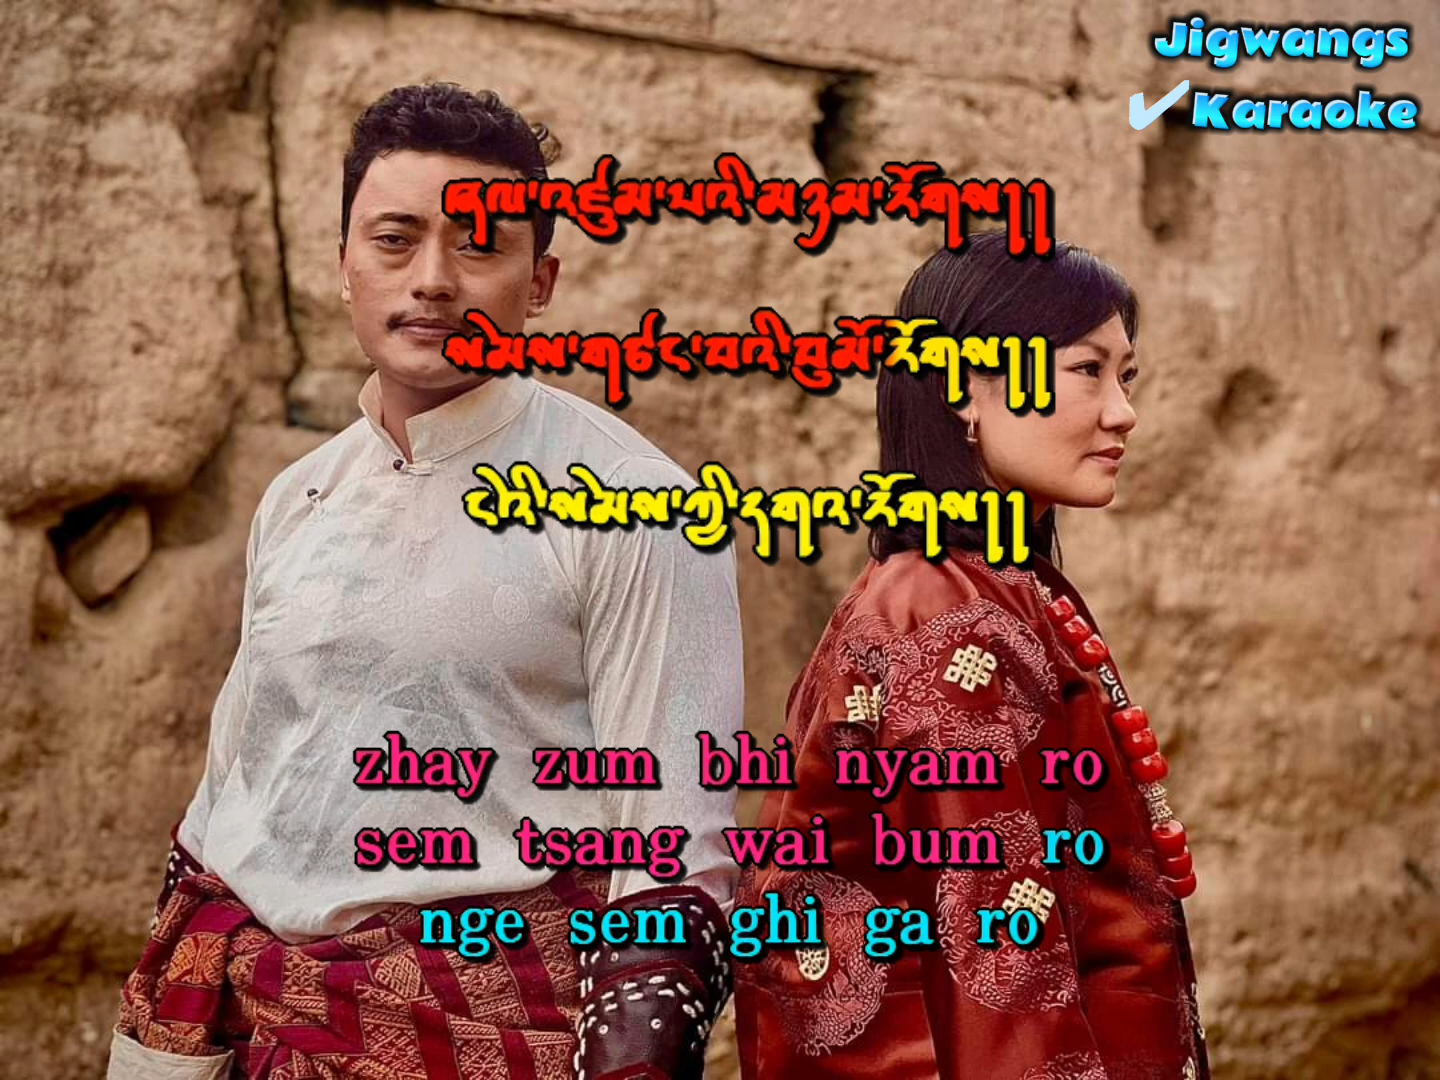 Jigwangs
✔Karaoke
ཞལ་འཛུམ་པའི་མཉམ་རོགས།།
སེམས་གཙང་བའི་བུམོ་རོགས།།
ངེའི་སེམས་ཀྱི་དགའ་རོགས།།
zhay zum bhi nyam ro
sem tsang wai bum ro
nge sem ghi ga ro